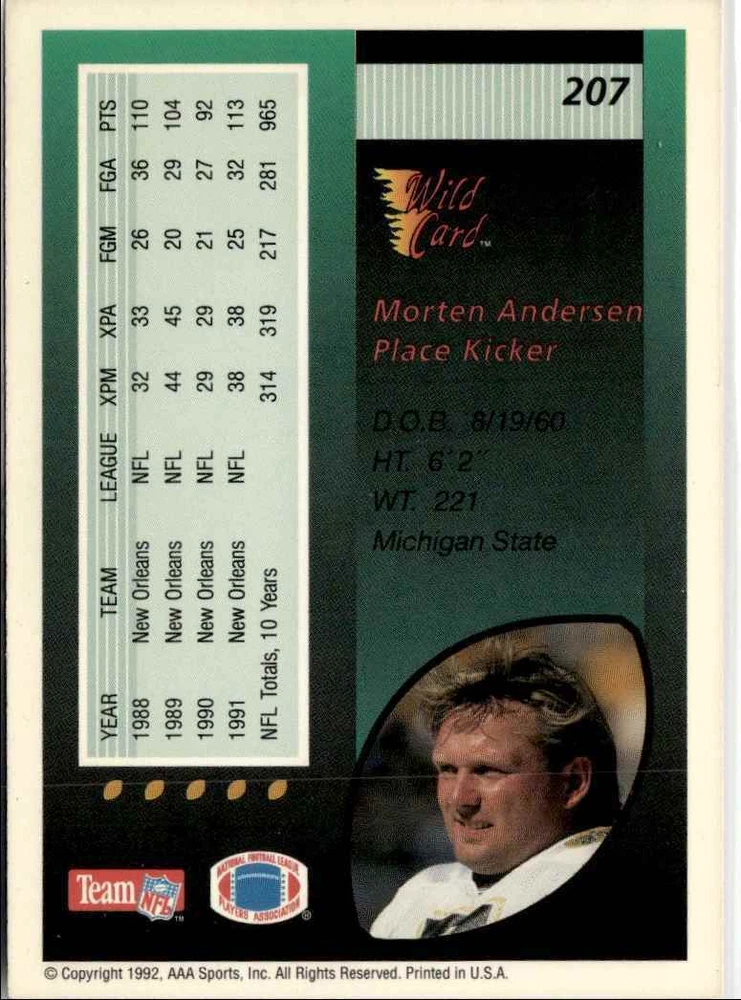 207
Wild
Card™
Morten Andersen
Place Kicker
D.O.B. 8/19/60
HT. 6'2"
WT. 221
Michigan State
YEAR TEAM LEAGUE XPM XPA FGM FGA PTS
1988 New Orleans NFL 32 33 26 36 110
1989 New Orleans NFL 44 45 20 29 104
1990 New Orleans NFL 29 29 21 27 92
1991 New Orleans NFL 38 38 25 32 113
NFL Totals, 10 Years 314 319 217 281 965
Team NFL™
NATIONAL FOOTBALL LEAGUE
PLAYERS ASSOCIATION ®
7
© Copyright 1992, AAA Sports, Inc. All Rights Reserved. Printed in U.S.A.